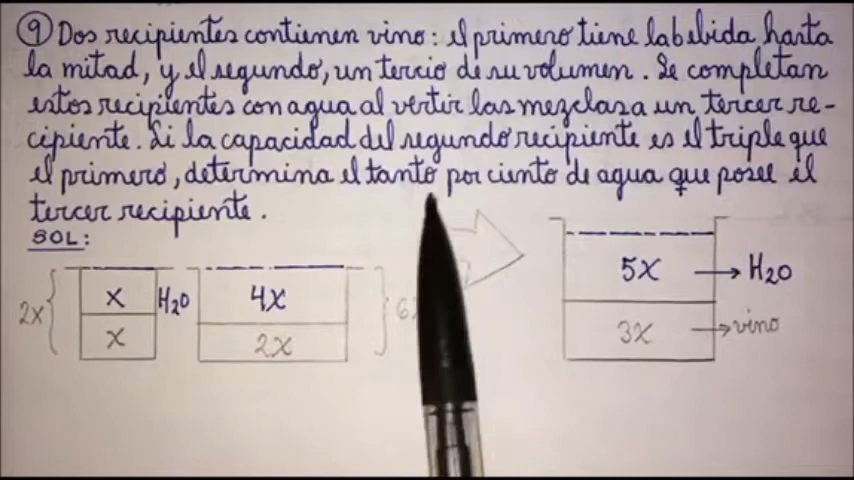 ⑨ Dos recipientes contienen vino: el primero tiene la bebida hasta
la mitad, y el segundo, un tercio de su volumen. Se completan
estos recipientes con agua al vertir las mezclas a un tercer re-
cipiente. Si la capacidad del segundo recipiente es el triple que
el primero, determina el tanto por ciento de agua que posee el
tercer recipiente.
SOL:
2x { x H₂O 4x
x 2x } 6
5x → H₂O
3x → vino